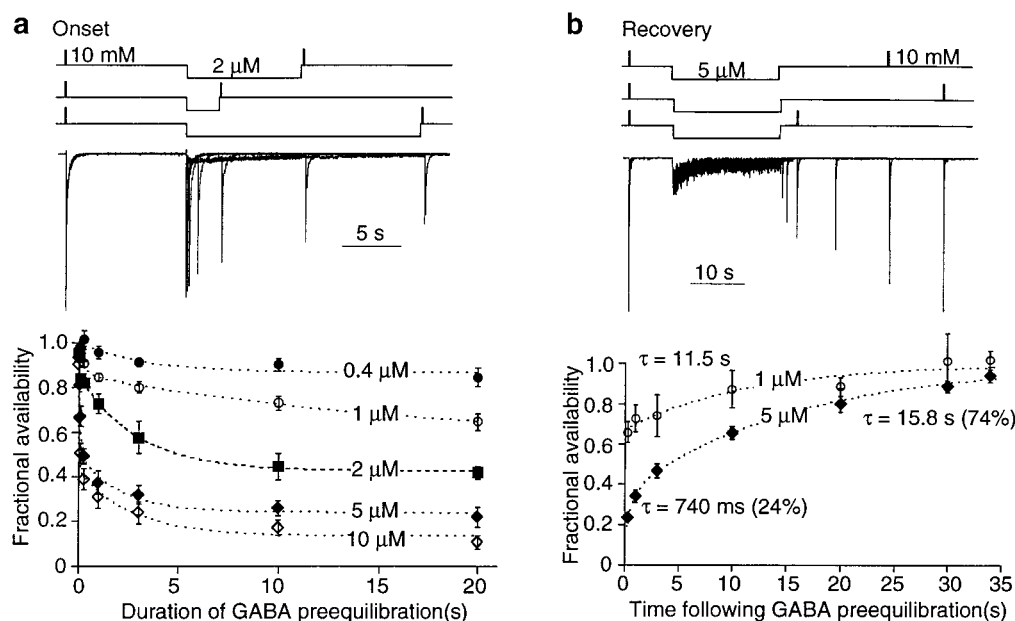 a Onset
10 mM
2 µM
5 s
Fractional availability
1.0
0.8
0.6
0.4
0.2
0
0.4 µM
1 µM
2 µM
5 µM
10 µM
0 5 10 15 20
Duration of GABA preequilibration(s)
b Recovery
5 µM
10 mM
10 s
Fractional availability
1.0
0.8
0.6
0.4
0.2
0
τ = 11.5 s
1 µM
5 µM
τ = 15.8 s (74%)
τ = 740 ms (24%)
0 5 10 15 20 25 30 35
Time following GABA preequilibration(s)